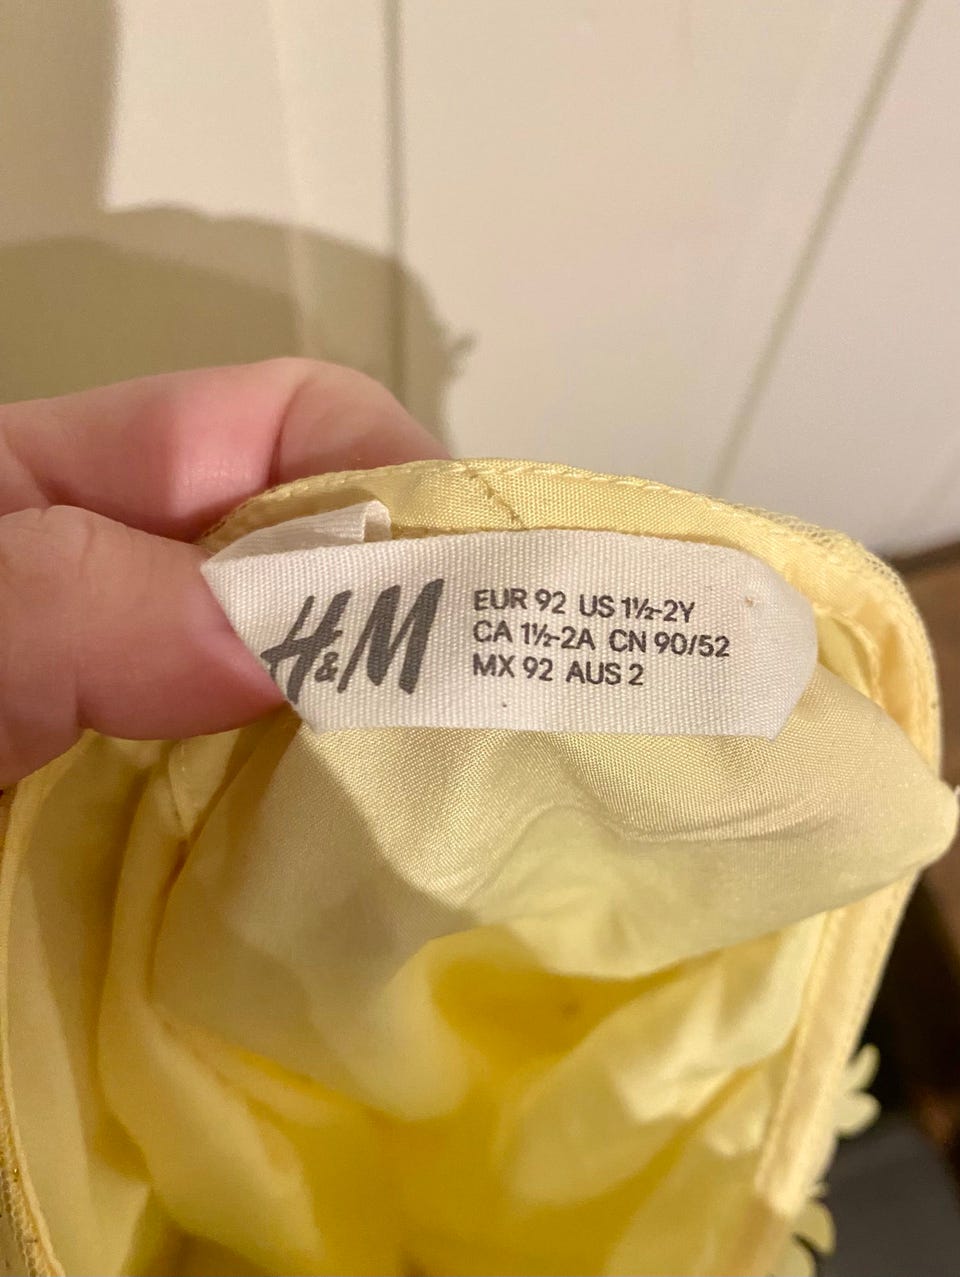 H&M
EUR 92 US 1½-2Y
CA 1½-2A CN 90/52
MX 92 AUS 2